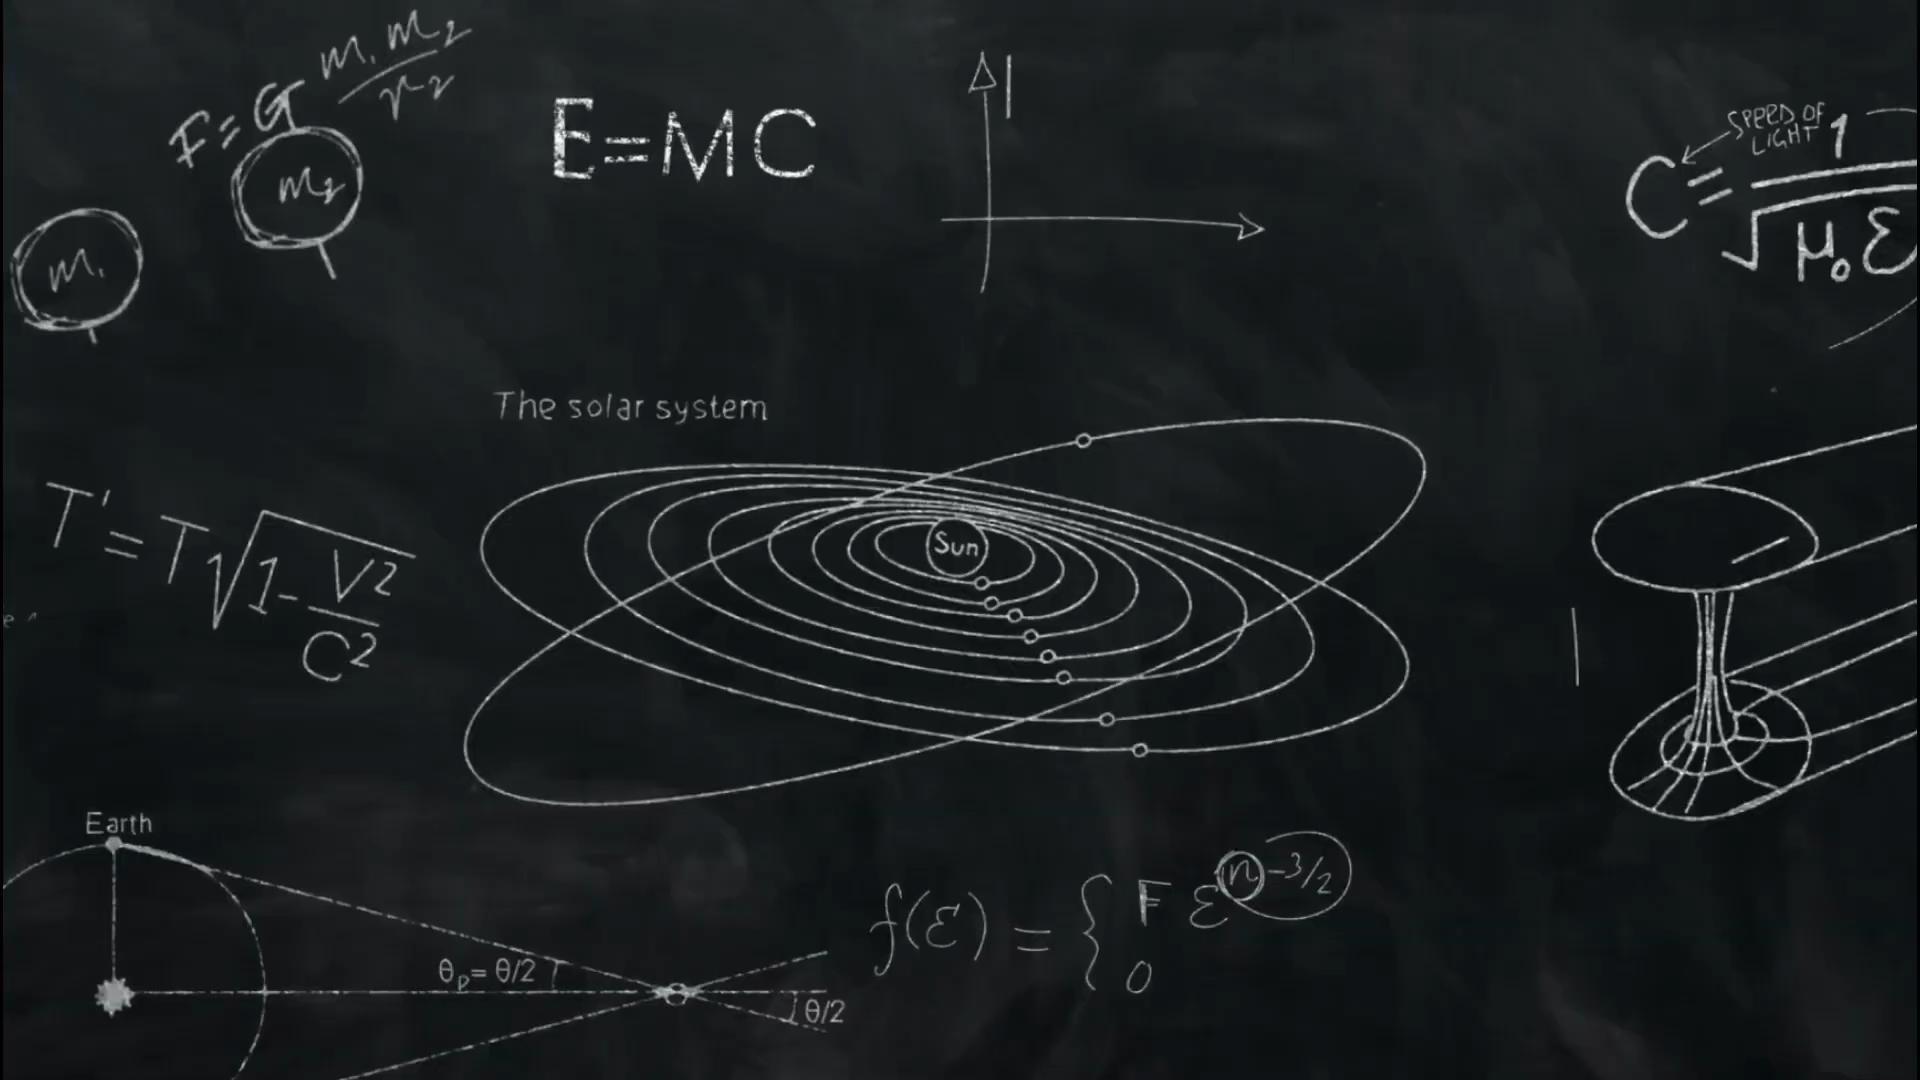 F=G m₁m₂/r₂
m₂
m₁
E=MC
SPEED OF
LIGHT
C=1/√μ₀ε
The solar system
Sun
T'=T√1-V2/C2
Earth
θp=θ/2
θ/2
f(ε) = { F ε n-3/2
0